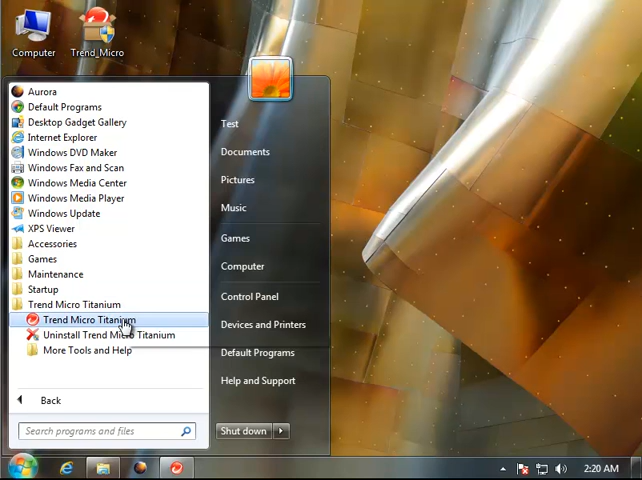 Computer
Trend_Micro
Aurora
Default Programs
Desktop Gadget Gallery
Internet Explorer
Windows DVD Maker
Windows Fax and Scan
Windows Media Center
Windows Media Player
Windows Update
XPS Viewer
Accessories
Games
Maintenance
Startup
Trend Micro Titanium
Trend Micro Titanium
Uninstall Trend Micro Titanium
More Tools and Help
Back
Search programs and files
Test
Documents
Pictures
Music
Games
Computer
Control Panel
Devices and Printers
Default Programs
Help and Support
Shut down
2:20 AM